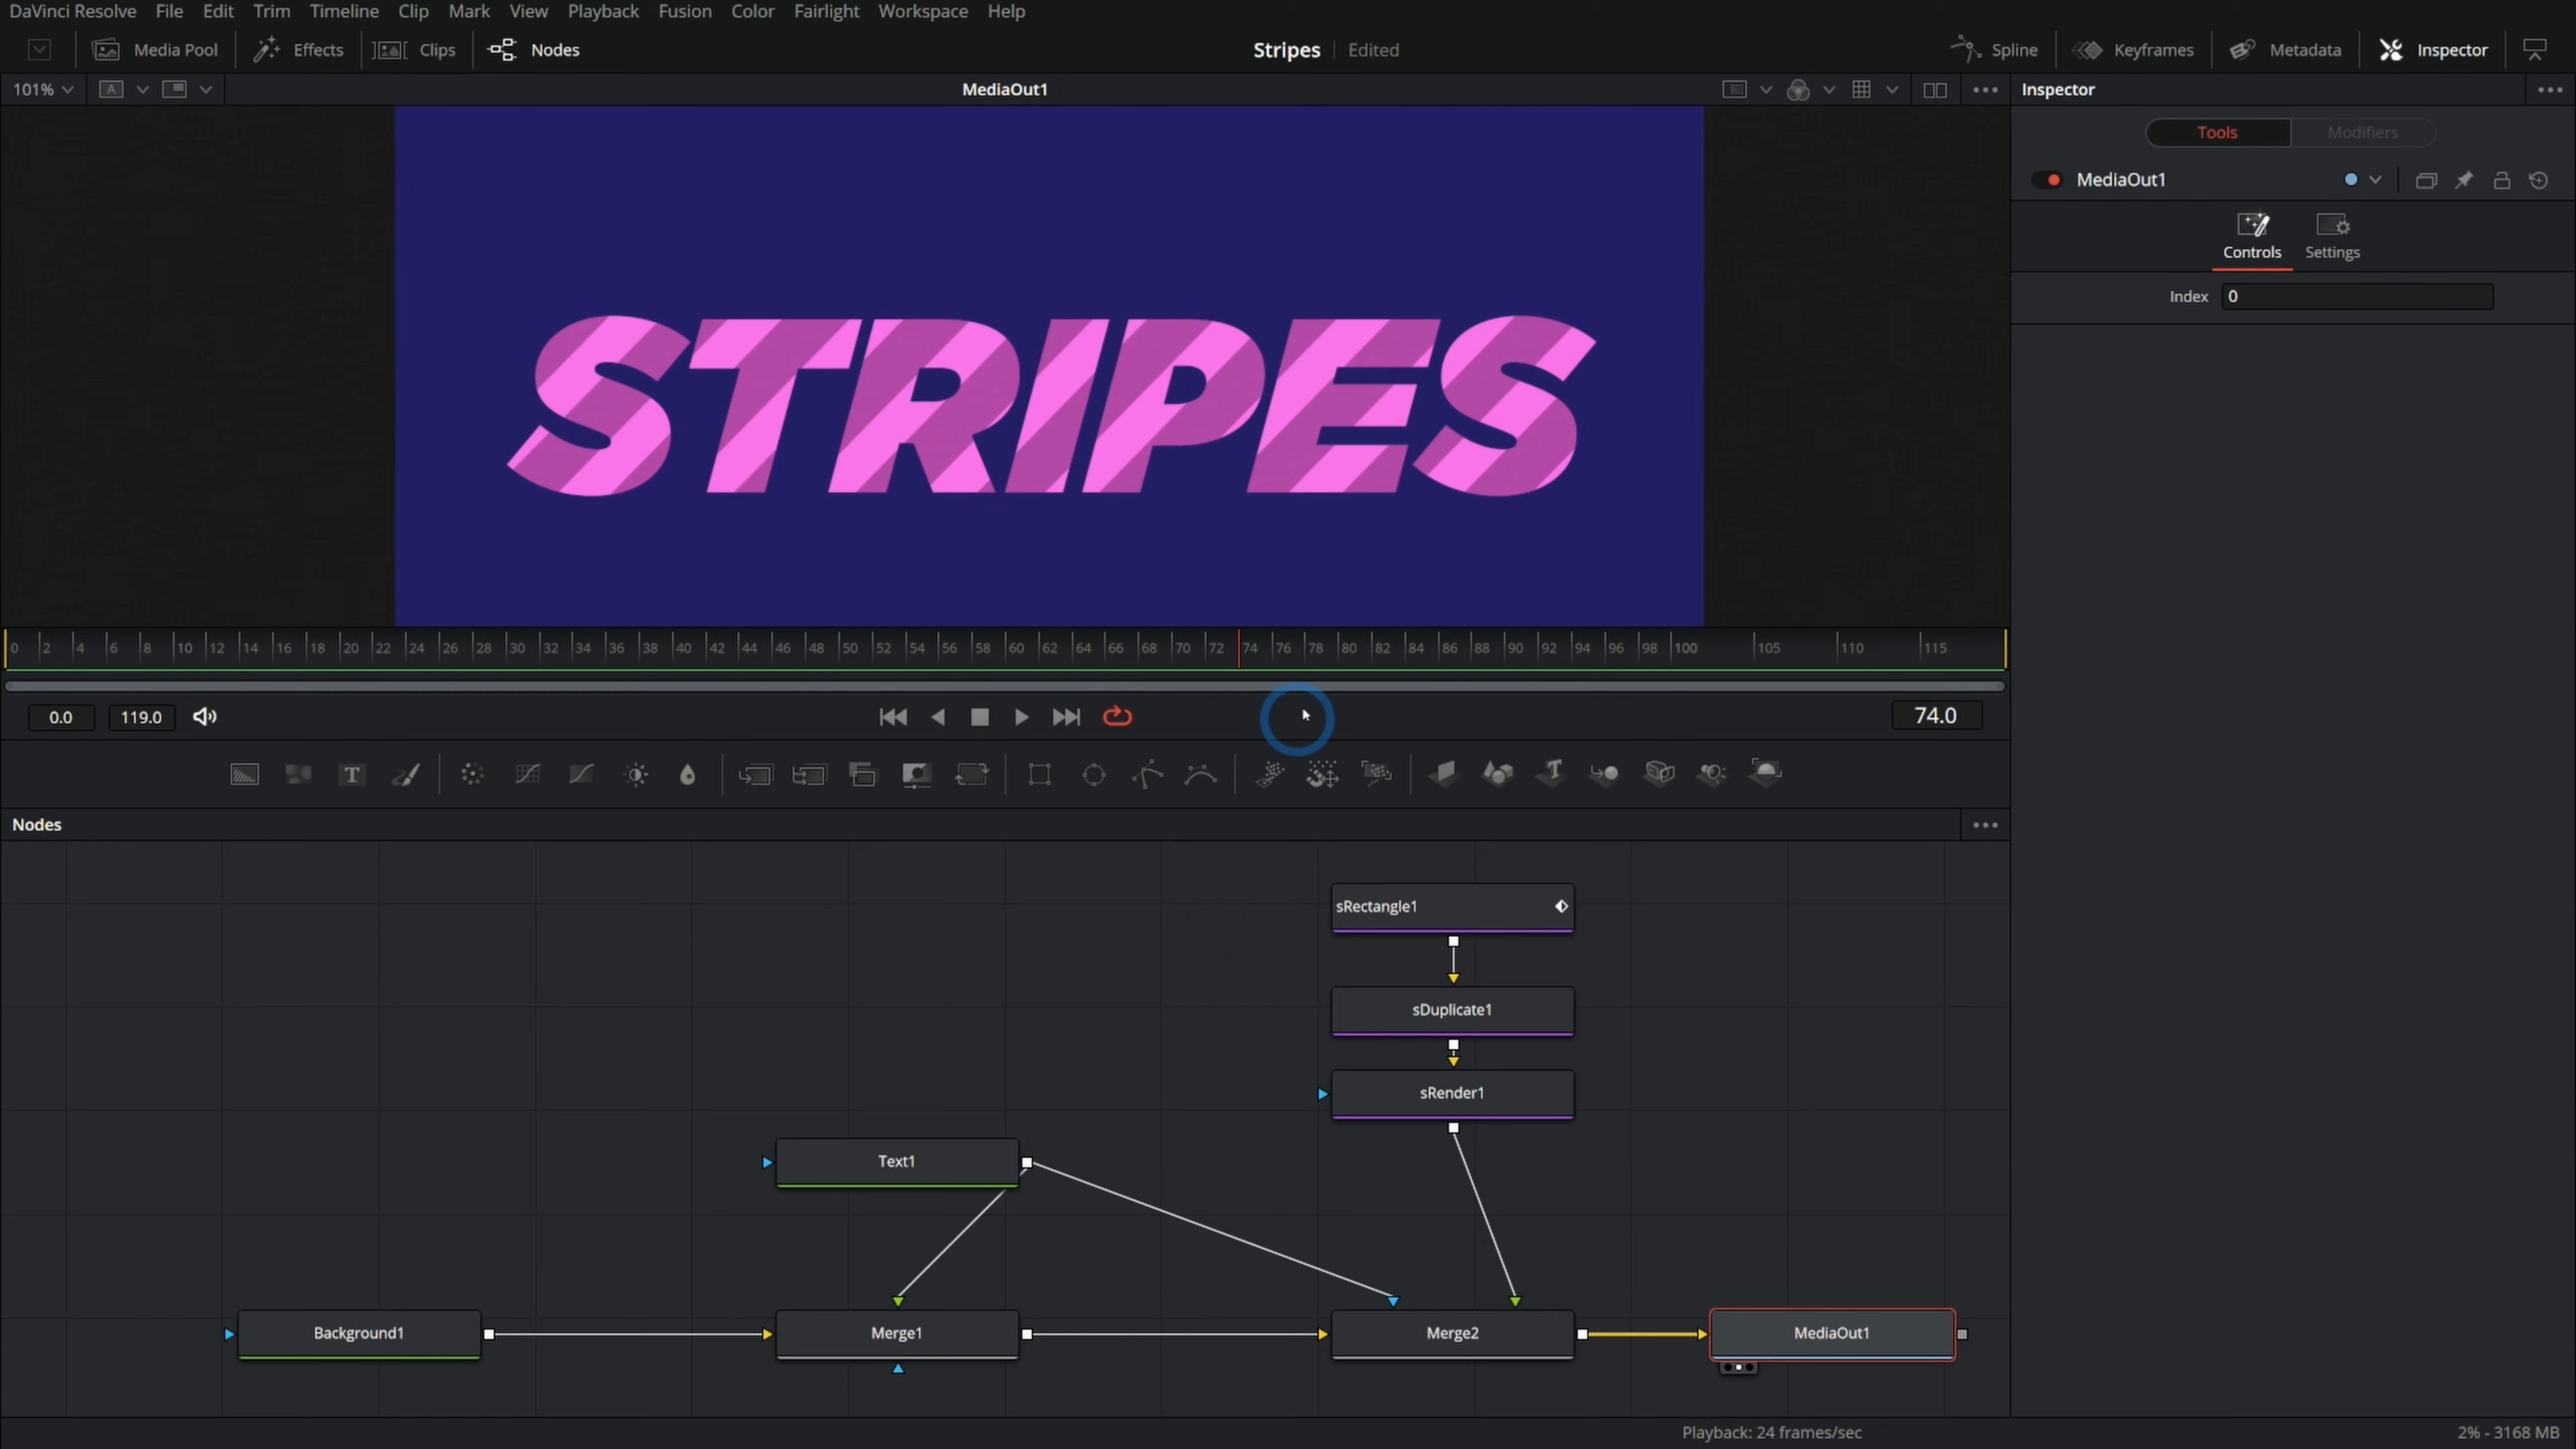 DaVinci Resolve File Edit Trim Timeline Clip Mark View Playback Fusion Color Fairlight Workspace Help
Media Pool Effects Clips Nodes Stripes Edited Spline Keyframes Metadata Inspector
101% A MediaOut1 Inspector
Tools Modifiers
MediaOut1
Controls Settings
Index 0
STRIPES
0 2 4 6 8 10 12 14 16 18 20 22 24 26 28 30 32 34 36 38 40 42 44 46 48 50 52 54 56 58 60 62 64 66 68 70 72 74 76 78 80 82 84 86 88 90 92 94 96 98 100 105 110 115
0.0 119.0 74.0
T
Nodes
sRectangle1
sDuplicate1
sRender1
Text1
Background1 Merge1 Merge2 MediaOut1
Playback: 24 frames/sec 2% - 3168 MB